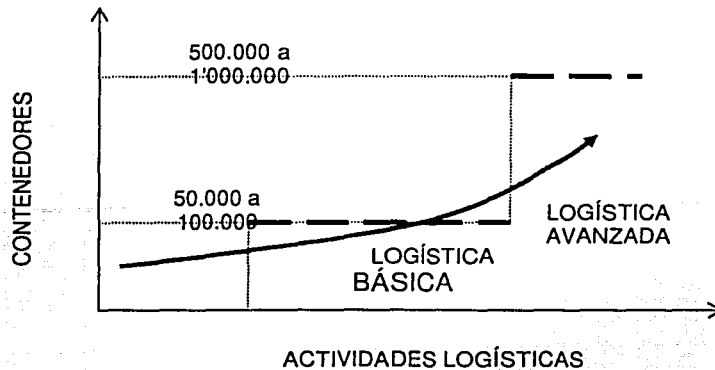 500.000 a
1'000.000
CONTENEDORES
50.000 a
100.000
LOGÍSTICA
AVANZADA
LOGÍSTICA
BÁSICA
ACTIVIDADES LOGÍSTICAS